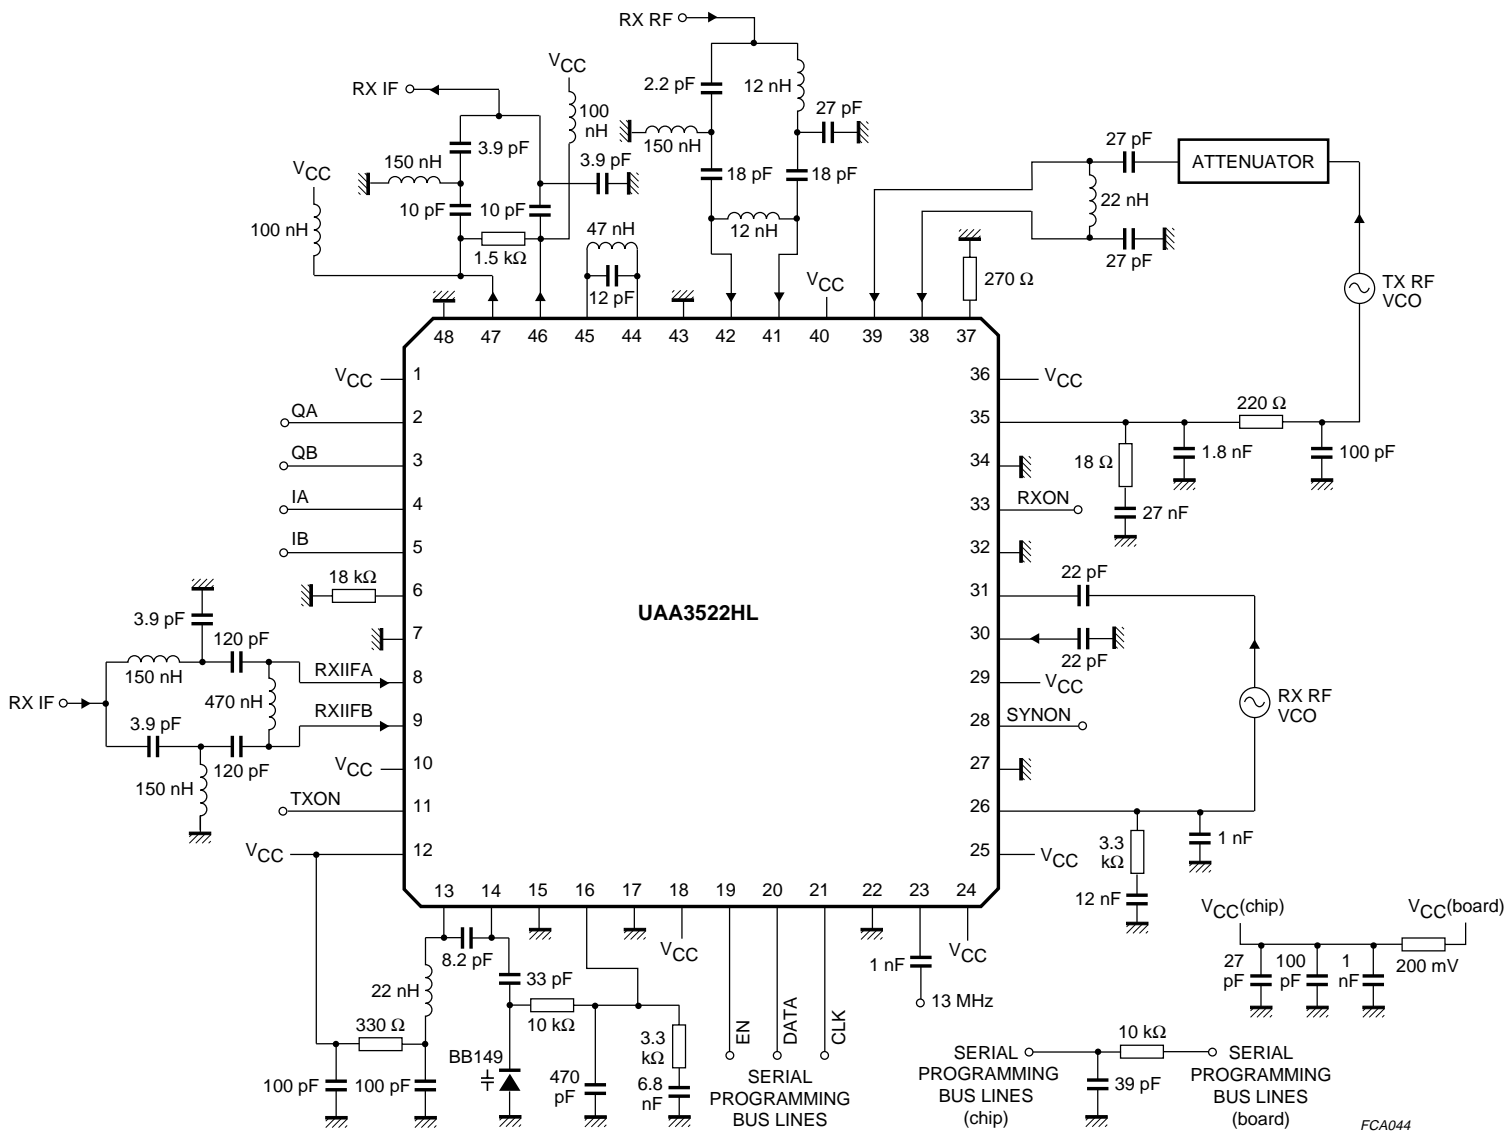 RX RF
VCC
RX IF
2.2 pF
12 nH
27 pF
100
nH
150 nH
3.9 pF
150 nH
3.9 pF
VCC
18 pF
18 pF
10 pF
10 pF
100 nH
1.5 kΩ
47 nH
12 pF
12 nH
VCC
27 pF
ATTENUATOR
22 nH
27 pF
270 Ω
TX RF
VCO
48
47
46
45
44
43
42
41
40
39
38
37
VCC
1
QA
2
QB
3
IA
4
IB
5
18 kΩ
6
7
RXIIFA
8
RXIIFB
9
VCC
10
TXON
11
VCC
12
3.9 pF
120 pF
150 nH
470 nH
RX IF
3.9 pF
120 pF
150 nH
UAA3522HL
36
VCC
35
34
RXON
33
32
31
30
29
VCC
SYNON
28
27
26
25
VCC
220 Ω
18 Ω
1.8 nF
100 pF
27 nF
22 pF
22 pF
RX RF
VCO
3.3
kΩ
1 nF
12 nF
13
14
15
16
17
18
19
20
21
22
23
24
8.2 pF
VCC
VCC
33 pF
22 nH
10 kΩ
330 Ω
BB149
100 pF
100 pF
470
pF
3.3
kΩ
6.8
nF
EN
DATA
CLK
SERIAL
PROGRAMMING
BUS LINES
1 nF
13 MHz
VCC(chip)
VCC(board)
27
pF
100
pF
1
nF
200 mV
SERIAL
PROGRAMMING
BUS LINES
(chip)
10 kΩ
39 pF
SERIAL
PROGRAMMING
BUS LINES
(board)
FCA044